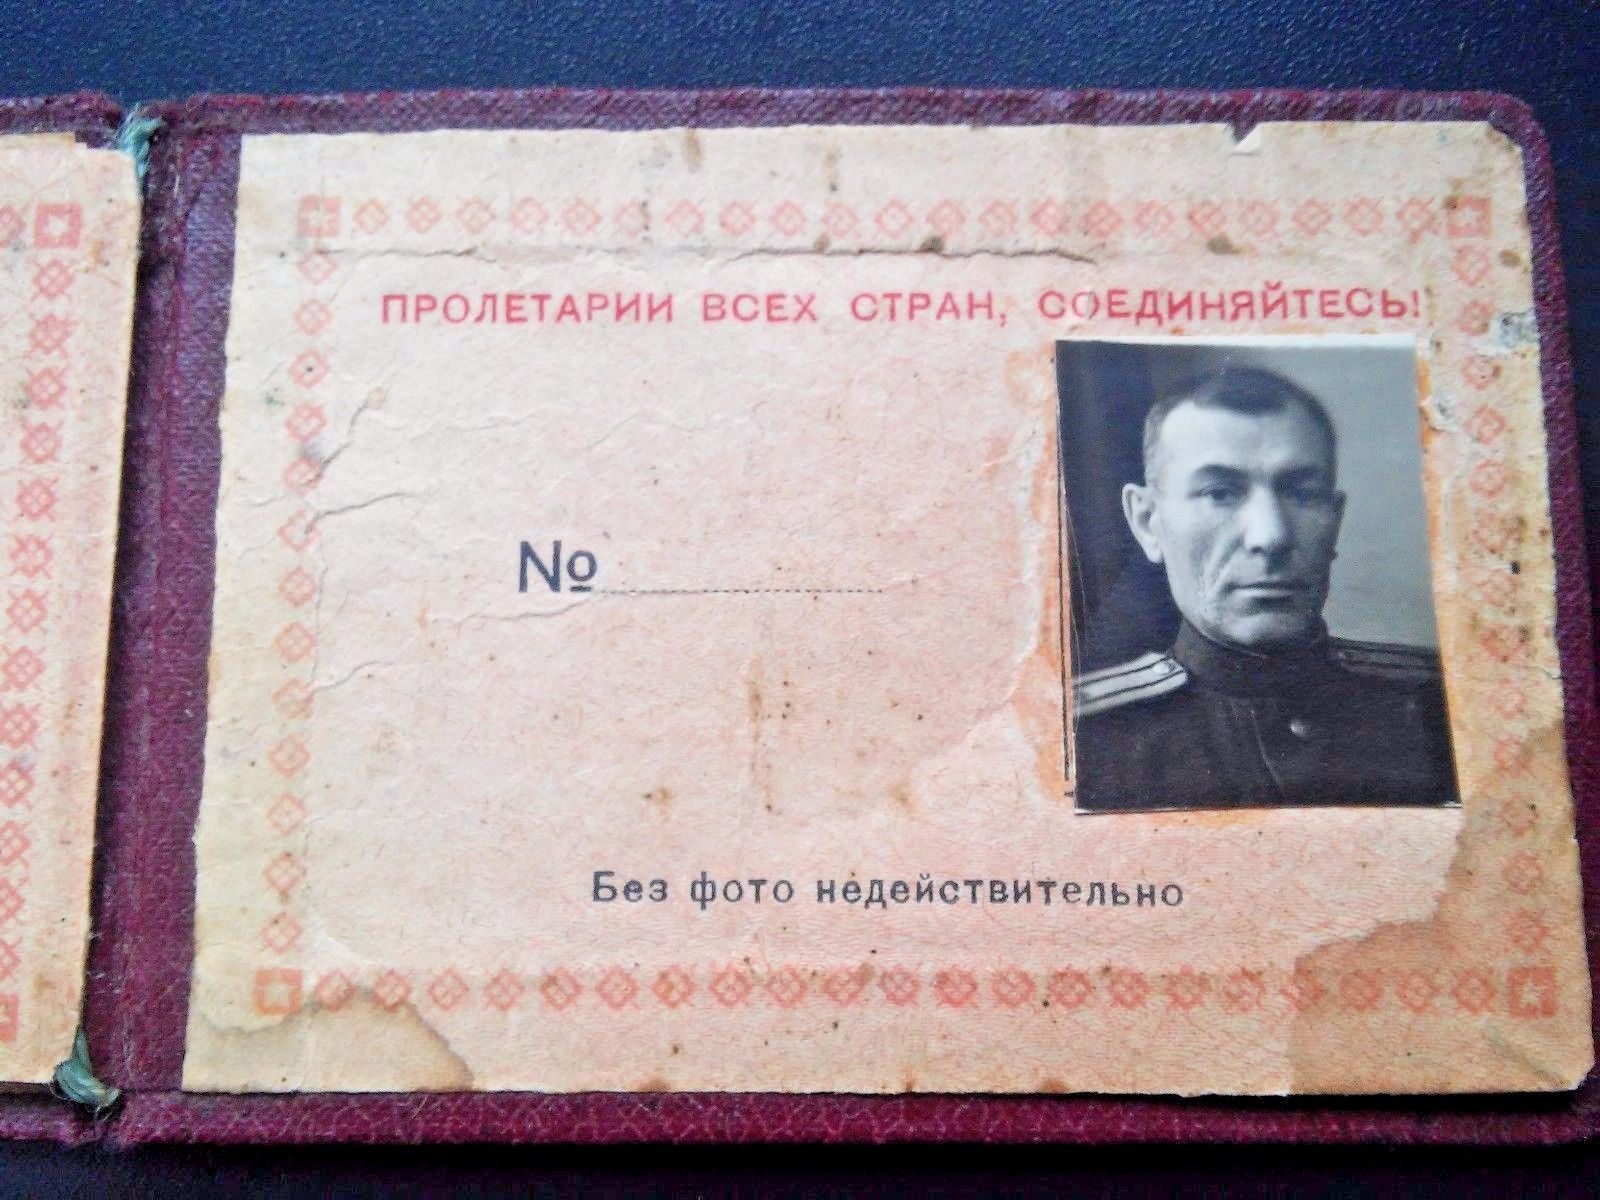 ПРОЛЕТАРИИ ВСЕХ СТРАН, СОЕДИНЯЙТЕСЬ!
№
Без фото недействительно